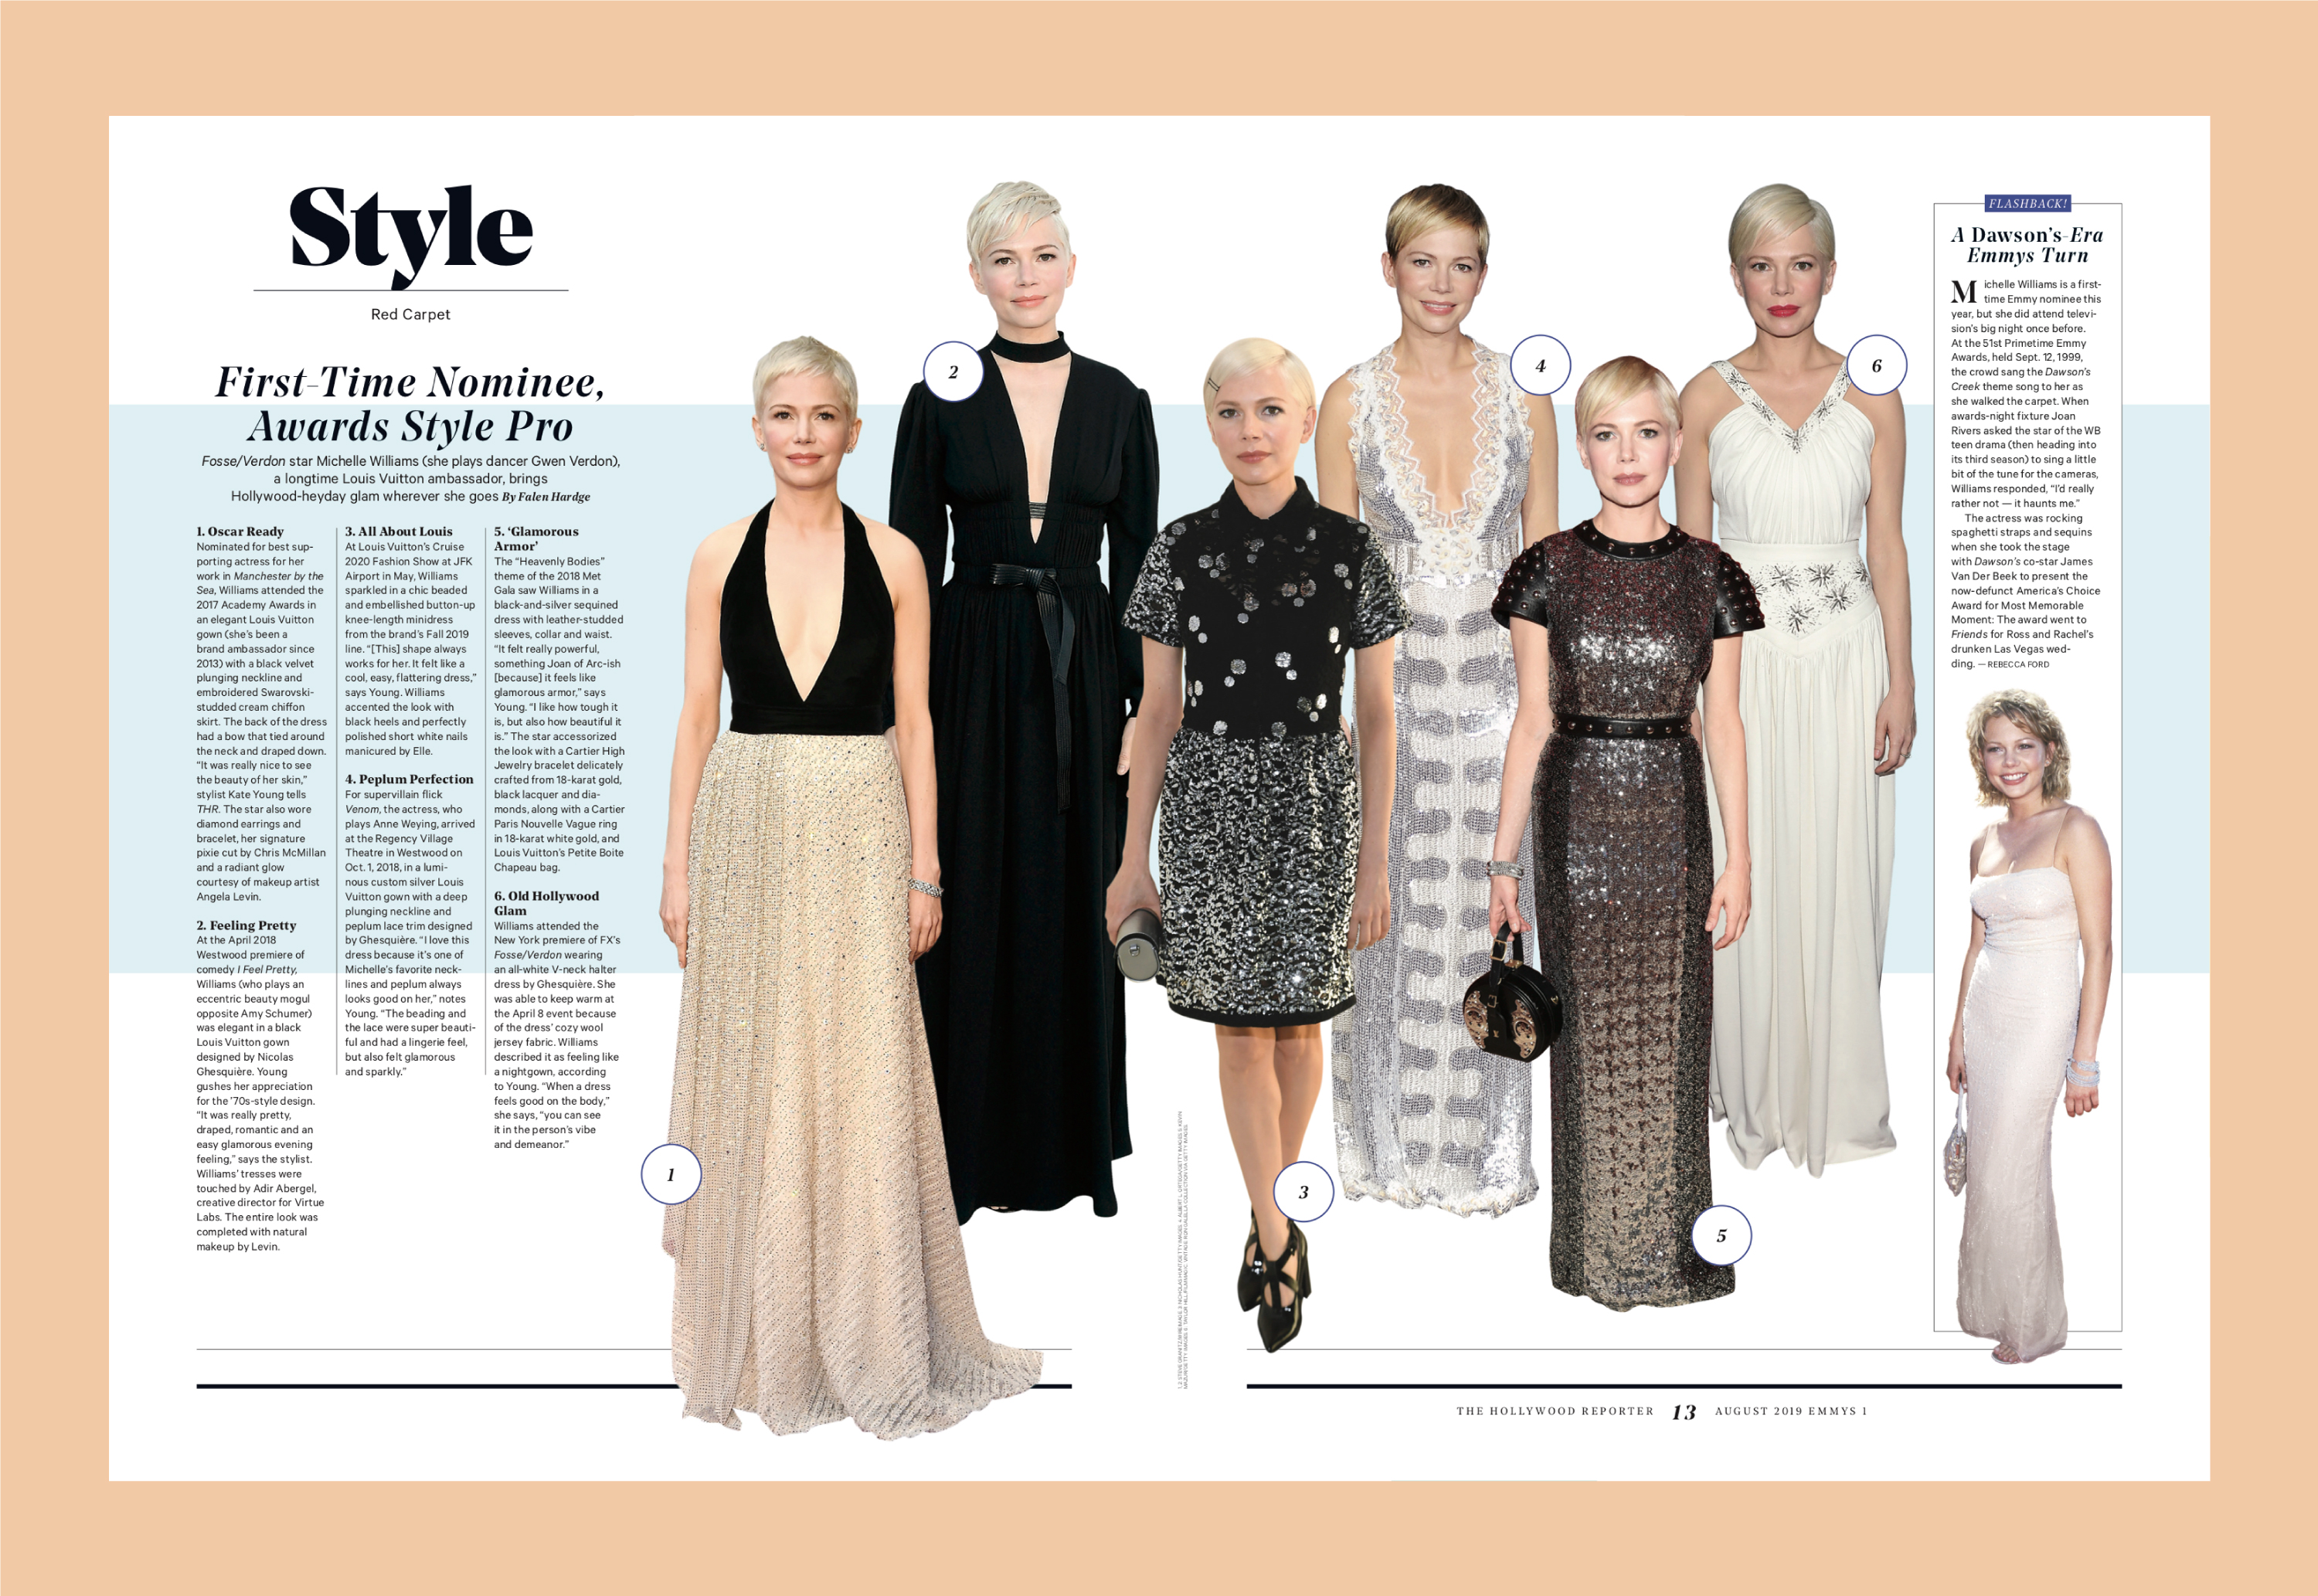 Style
Red Carpet
First-Time Nominee,
Awards Style Pro
Fosse/Verdon star Michelle Williams (she plays dancer Gwen Verdon),
a longtime Louis Vuitton ambassador, brings
Hollywood-heyday glam wherever she goes By Falen Hardge
1. Oscar Ready
Nominated for best sup-
porting actress for her
work in Manchester by the
Sea, Williams attended the
2017 Academy Awards in
an elegant Louis Vuitton
gown (she's been a
brand ambassador since
2013) with a black velvet
plunging neckline and
embroidered Swarovski-
studded cream chiffon
skirt. The back of the dress
had a bow that tied around
the neck and draped down.
"It was really nice to see
the beauty of her skin,"
stylist Kate Young tells
THR. The star also wore
diamond earrings and
bracelet, her signature
pixie cut by Chris McMillan
and a radiant glow
courtesy of makeup artist
Angela Levin.
2. Feeling Pretty
At the April 2018
Westwood premiere of
comedy I Feel Pretty,
Williams (who plays an
eccentric beauty mogul
opposite Amy Schumer)
was elegant in a black
Louis Vuitton gown
designed by Nicolas
Ghesquière. Young
gushes her appreciation
for the '70s-style design.
"It was really pretty,
draped, romantic and an
easy glamorous evening
feeling," says the stylist.
Williams' tresses were
touched by Adir Abergel,
creative director for Virtue
Labs. The entire look was
completed with natural
makeup by Levin.
3. All About Louis
At Louis Vuitton's Cruise
2020 Fashion Show at JFK
Airport in May, Williams
sparkled in a chic beaded
and embellished button-up
knee-length minidress
from the brand's Fall 2019
line. "[This] shape always
works for her. It felt like a
cool, easy, flattering dress,"
says Young. Williams
accented the look with
black heels and perfectly
polished short white nails
manicured by Elle.
4. Peplum Perfection
For supervillain flick
Venom, the actress, who
plays Anne Weying, arrived
at the Regency Village
Theatre in Westwood on
Oct. 1, 2018, in a lumi-
nous custom silver Louis
Vuitton gown with a deep
plunging neckline and
peplum lace trim designed
by Ghesquière. "I love this
dress because it's one of
Michelle's favorite neck-
lines and peplum always
looks good on her," notes
Young. "The beading and
the lace were super beauti-
ful and had a lingerie feel,
but also felt glamorous
and sparkly."
5. 'Glamorous
Armor'
The "Heavenly Bodies"
theme of the 2018 Met
Gala saw Williams in a
black-and-silver sequined
dress with leather-studded
sleeves, collar and waist.
"It felt really powerful,
something Joan of Arc-ish
[because] it feels like
glamorous armor," says
Young. "I like how tough it
is, but also how beautiful it
is." The star accessorized
the look with a Cartier High
Jewelry bracelet delicately
crafted from 18-karat gold,
black lacquer and dia-
monds, along with a Cartier
Paris Nouvelle Vague ring
in 18-karat white gold, and
Louis Vuitton's Petite Boite
Chapeau bag.
6. Old Hollywood
Glam
Williams attended the
New York premiere of FX's
Fosse/Verdon wearing
an all-white V-neck halter
dress by Ghesquière. She
was able to keep warm at
the April 8 event because
of the dress' cozy wool
jersey fabric. Williams
described it as feeling like
a nightgown, according
to Young. "When a dress
feels good on the body,"
she says, "you can see
it in the person's vibe
and demeanor."
1
2
3
4
5
6
FLASHBACK!
A Dawson's-Era
Emmys Turn
Michelle Williams is a first-
time Emmy nominee this
year, but she did attend televi-
sion's big night once before.
At the 51st Primetime Emmy
Awards, held Sept. 12, 1999,
the crowd sang the Dawson's
Creek theme song to her as
she walked the carpet. When
awards-night fixture Joan
Rivers asked the star of the WB
teen drama (then heading into
its third season) to sing a little
bit of the tune for the cameras,
Williams responded, "I'd really
rather not — it haunts me."
The actress was rocking
spaghetti straps and sequins
when she took the stage
with Dawson's co-star James
Van Der Beek to present the
now-defunct America's Choice
Award for Most Memorable
Moment: The award went to
Friends for Ross and Rachel's
drunken Las Vegas wed-
ding. — REBECCA FORD
THE HOLLYWOOD REPORTER 13 AUGUST 2019 EMMYS 1